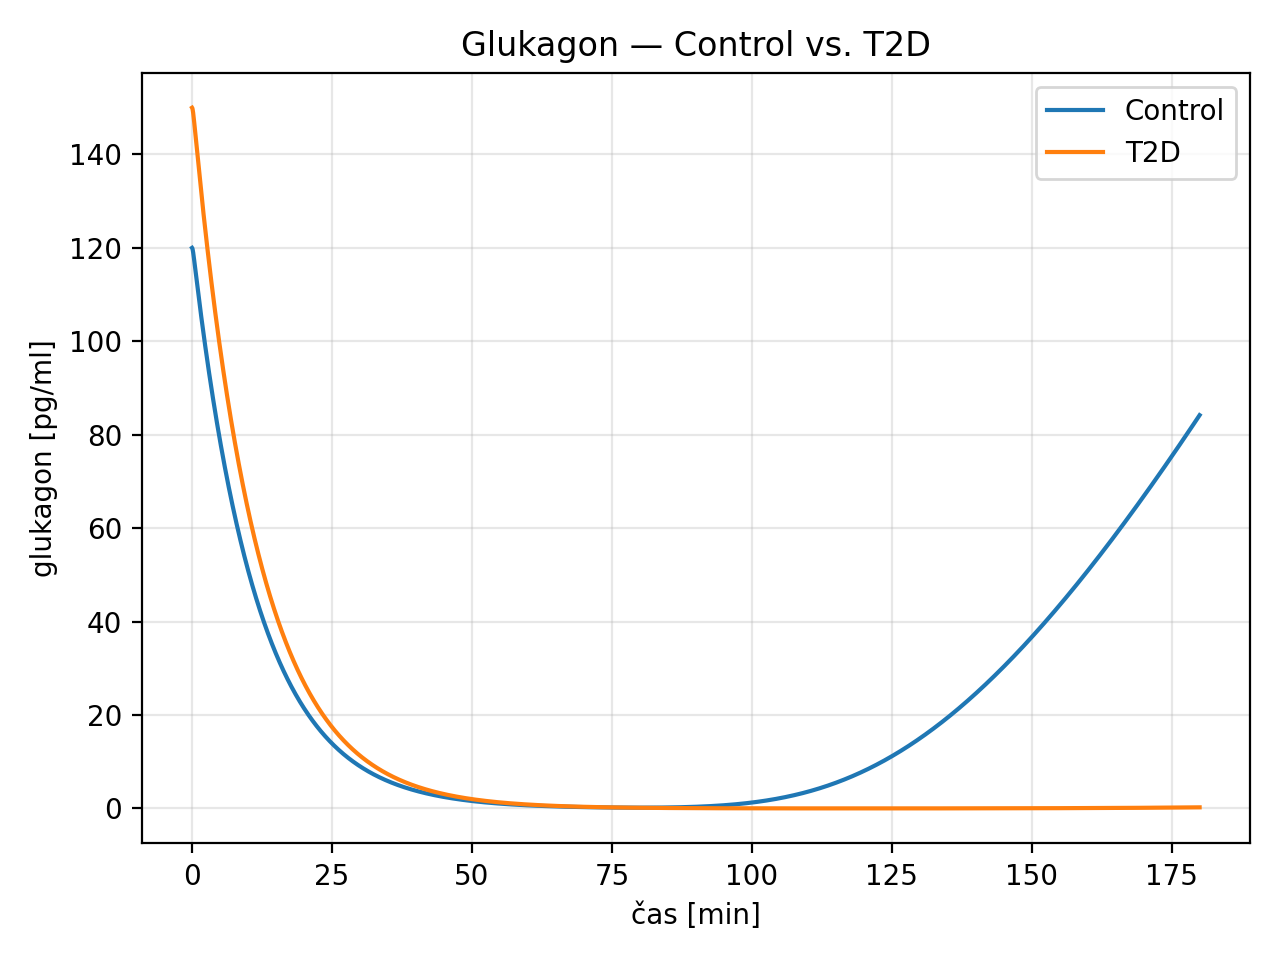 Glukagon — Control vs. T2D
Control
T2D
glukagon [pg/ml]
140
120
100
80
60
40
20
0
0 25 50 75 100 125 150 175
čas [min]